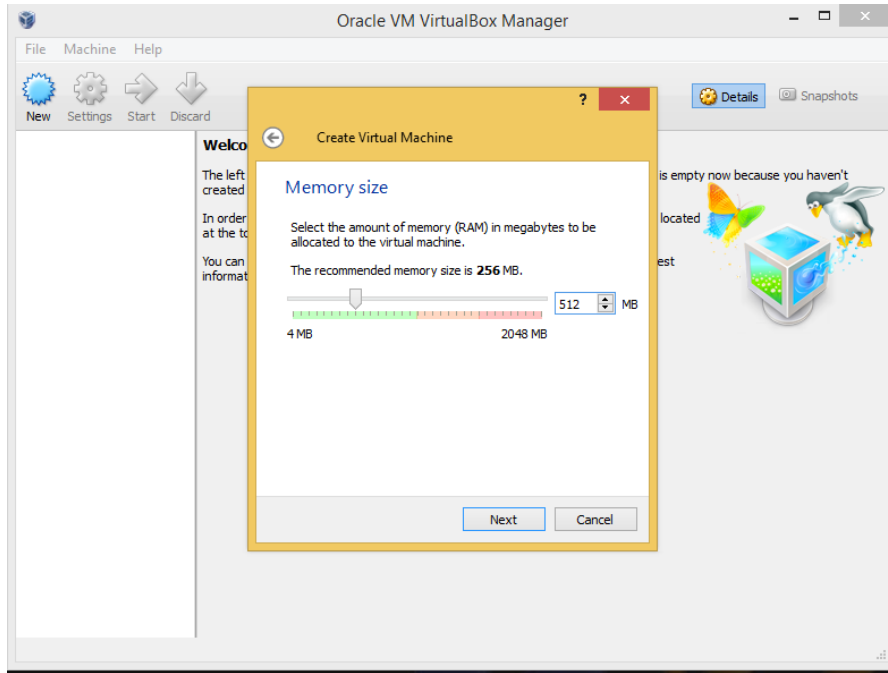 Oracle VM VirtualBox Manager
File Machine Help
New Settings Start Discard
Details Snapshots
? ×
Create Virtual Machine
Welco
The left
is empty now because you haven't
created
In order
located
at the to
You can
est
informat
Memory size
Select the amount of memory (RAM) in megabytes to be
allocated to the virtual machine.
The recommended memory size is 256 MB.
512 MB
4 MB 2048 MB
Next Cancel